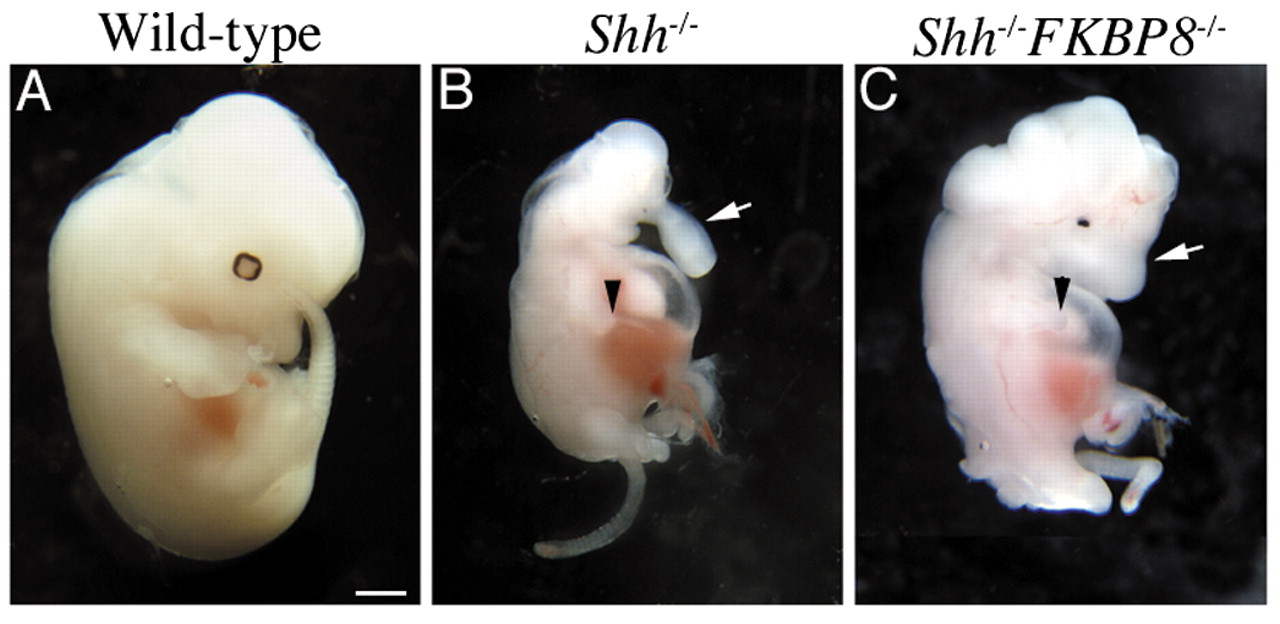 Wild-type
Shh-/-
Shh-/-FKBP8-/-
A
B
C